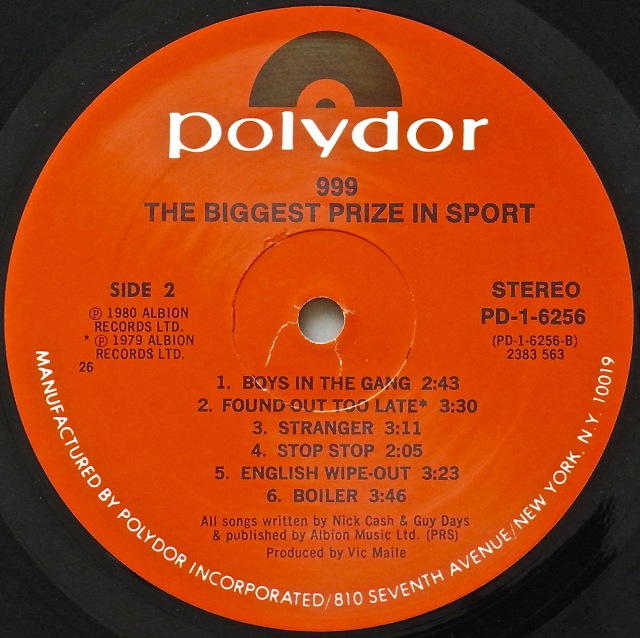 polydor
999
THE BIGGEST PRIZE IN SPORT
SIDE 2
℗ 1980 ALBION
RECORDS LTD.
* ℗ 1979 ALBION
RECORDS LTD.
26
STEREO
PD-1-6256
(PD-1-6256-B)
2383 563
1. BOYS IN THE GANG 2:43
2. FOUND OUT TOO LATE* 3:30
3. STRANGER 3:11
4. STOP STOP 2:05
5. ENGLISH WIPE-OUT 3:23
6. BOILER 3:46
All songs written by Nick Cash & Guy Days
& published by Albion Music Ltd. (PRS)
Produced by Vic Maile
MANUFACTURED BY POLYDOR INCORPORATED/810 SEVENTH AVENUE/NEW YORK. N.Y. 10019